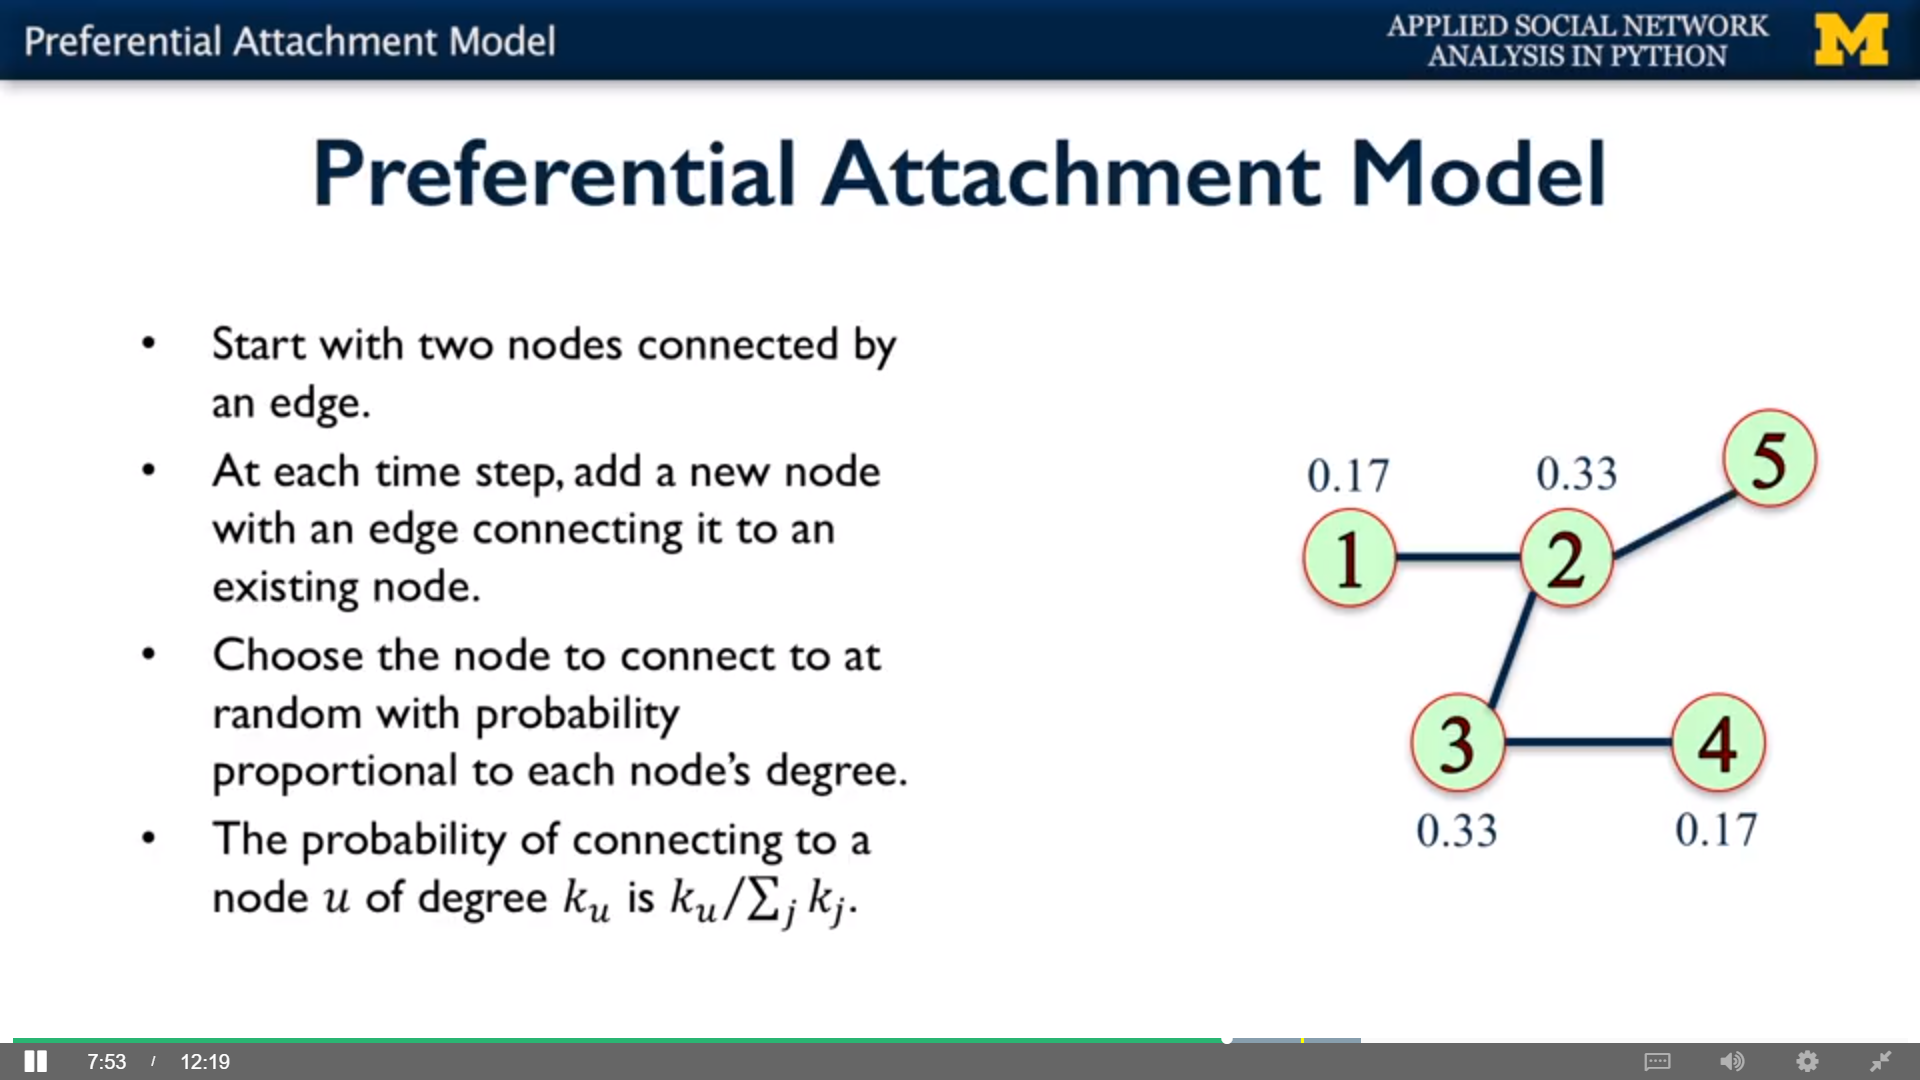 Preferential Attachment Model
APPLIED SOCIAL NETWORK
ANALYSIS IN PYTHON
M
Preferential Attachment Model
• Start with two nodes connected by
an edge.
• At each time step, add a new node
with an edge connecting it to an
existing node.
• Choose the node to connect to at
random with probability
proportional to each node’s degree.
• The probability of connecting to a
node u of degree kᵤ is kᵤ/∑ⱼ kⱼ.
5
0.17 0.33
1 2
3 4
0.33 0.17
7:53 / 12:19